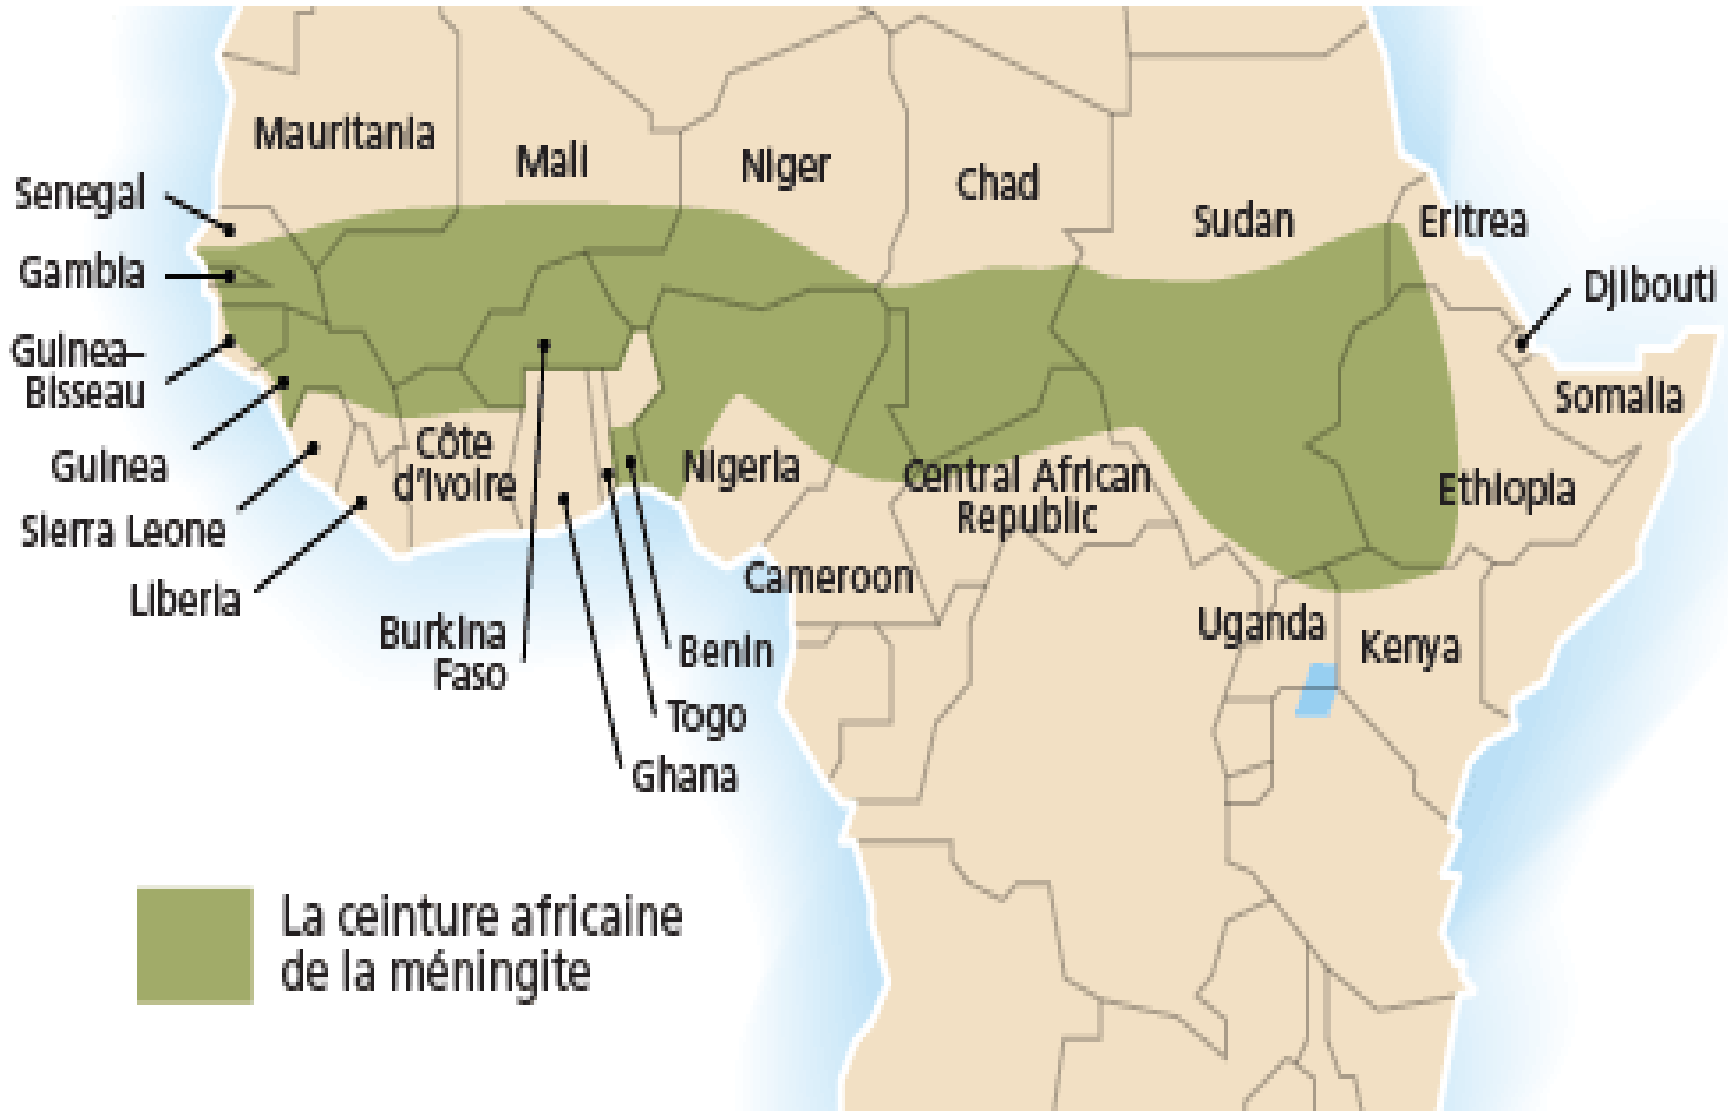 Mauritania
Mali
Niger
Chad
Sudan
Eritrea
Senegal
Gambia
Djibouti
Guinea–
Bissau
Somalia
Guinea
Côte
d'Ivoire
Nigeria
Central African
Republic
Ethiopia
Sierra Leone
Liberia
Cameroon
Uganda
Kenya
Burkina
Faso
Benin
Togo
Ghana
La ceinture africaine
de la méningite